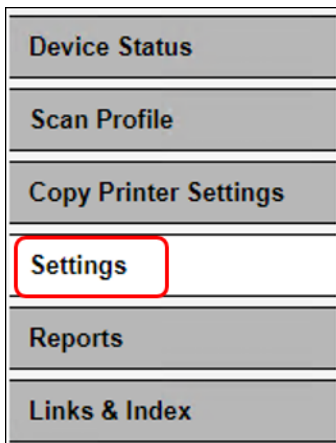 Device Status
Scan Profile
Copy Printer Settings
Settings
Reports
Links & Index